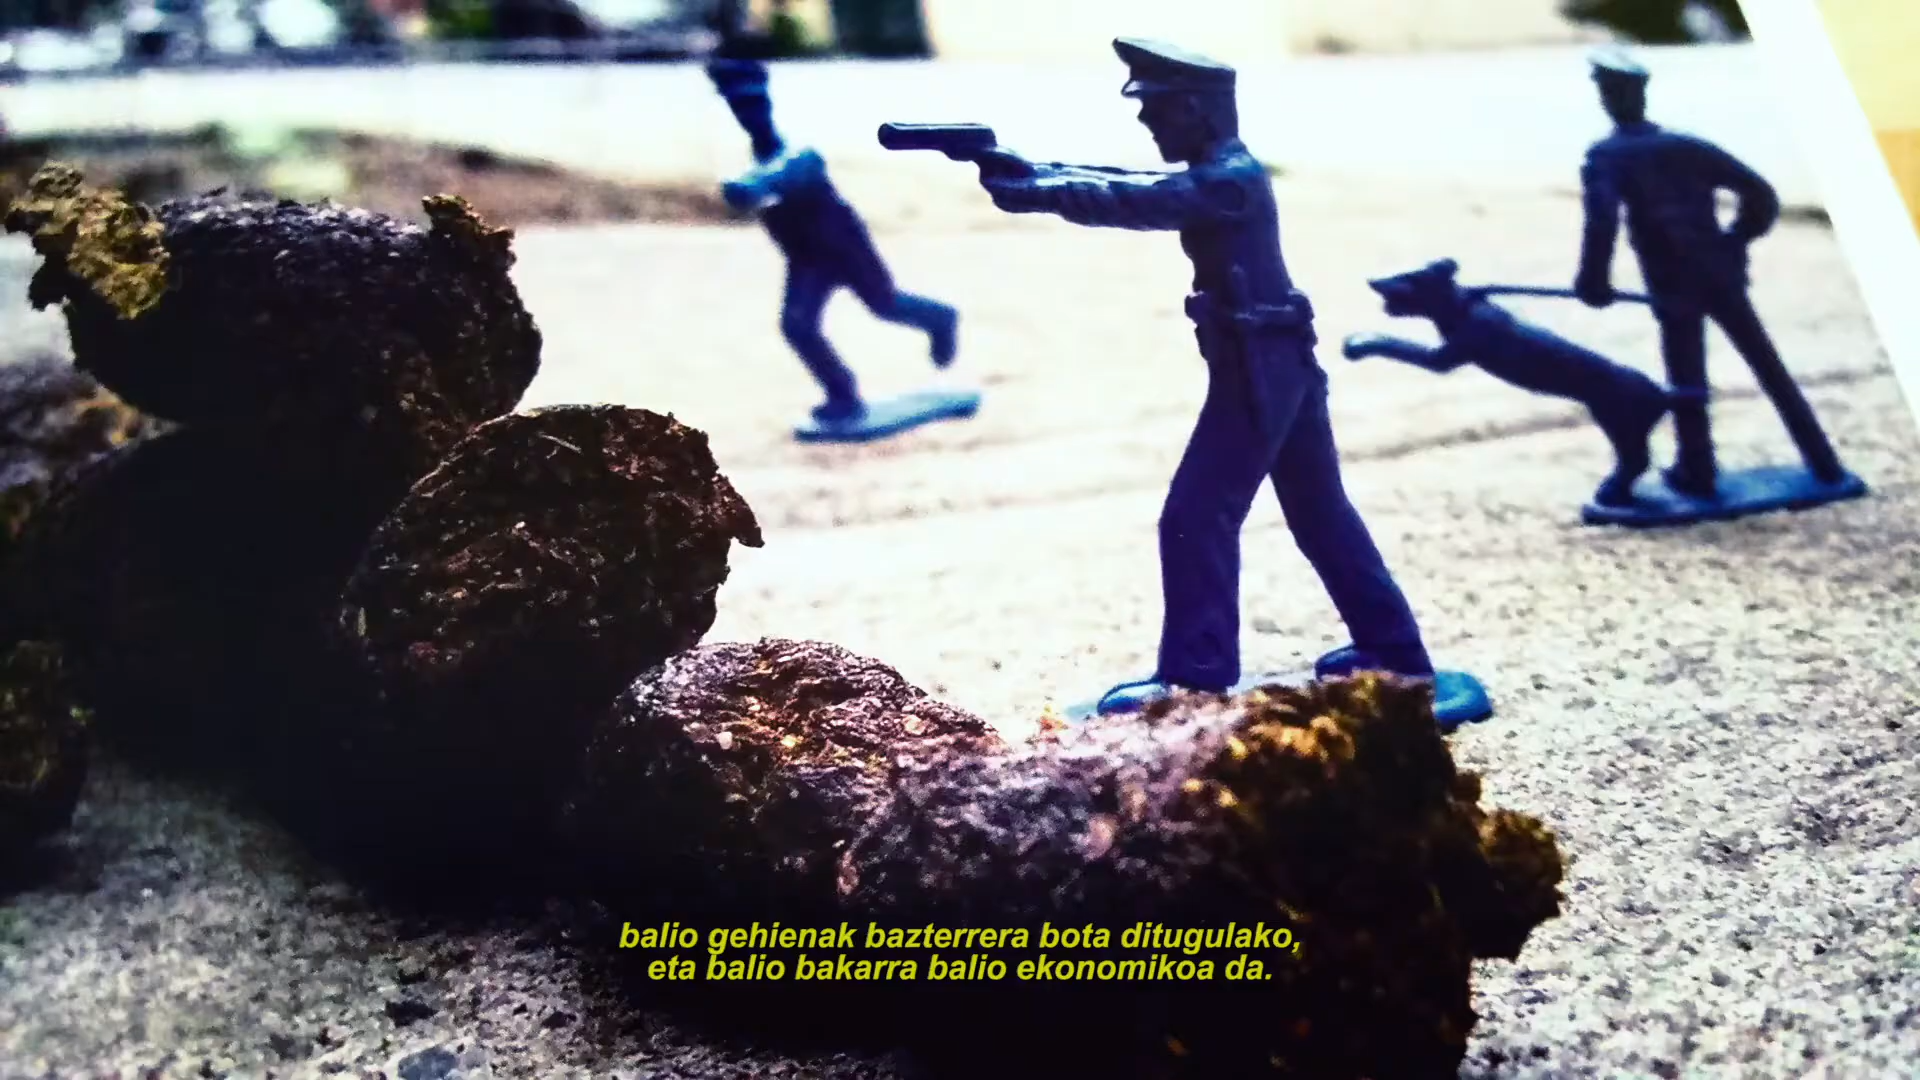 balio gehienak bazterrera bota ditugulako,
eta balio bakarra balio ekonomikoa da.